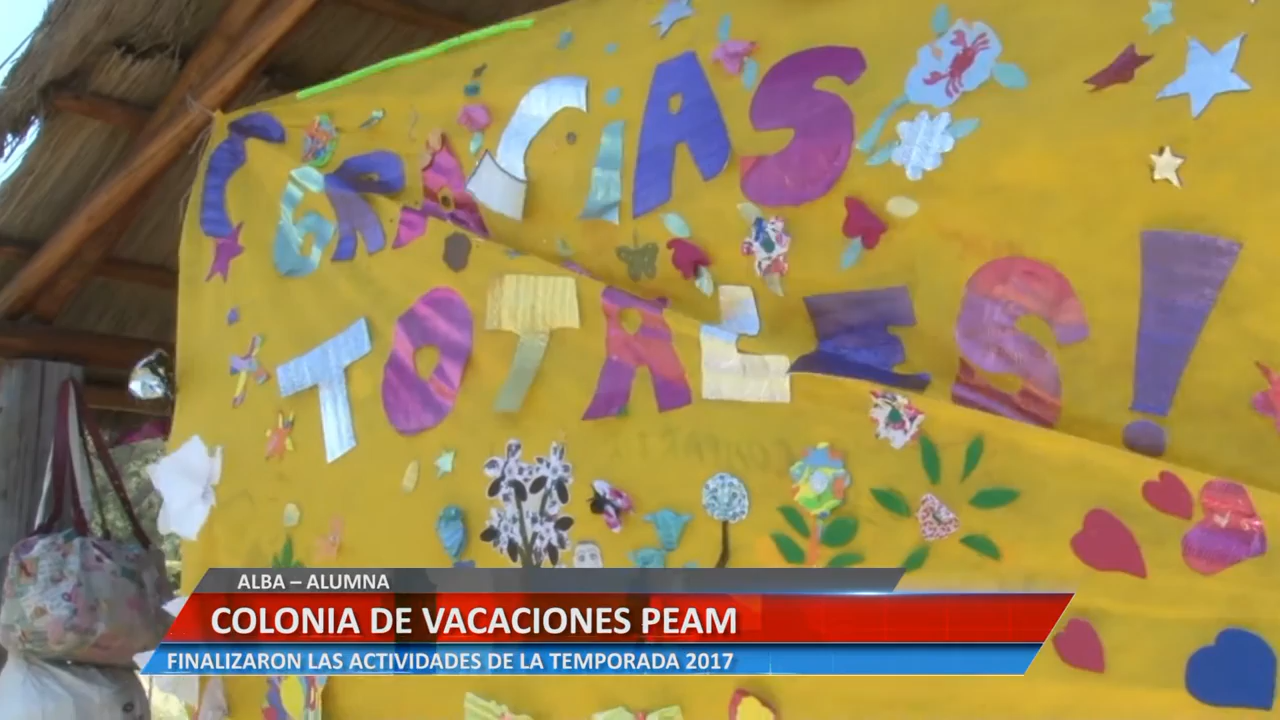 ¡GRACIAS
TOTALES!
ALBA – ALUMNA
COLONIA DE VACACIONES PEAM
FINALIZARON LAS ACTIVIDADES DE LA TEMPORADA 2017